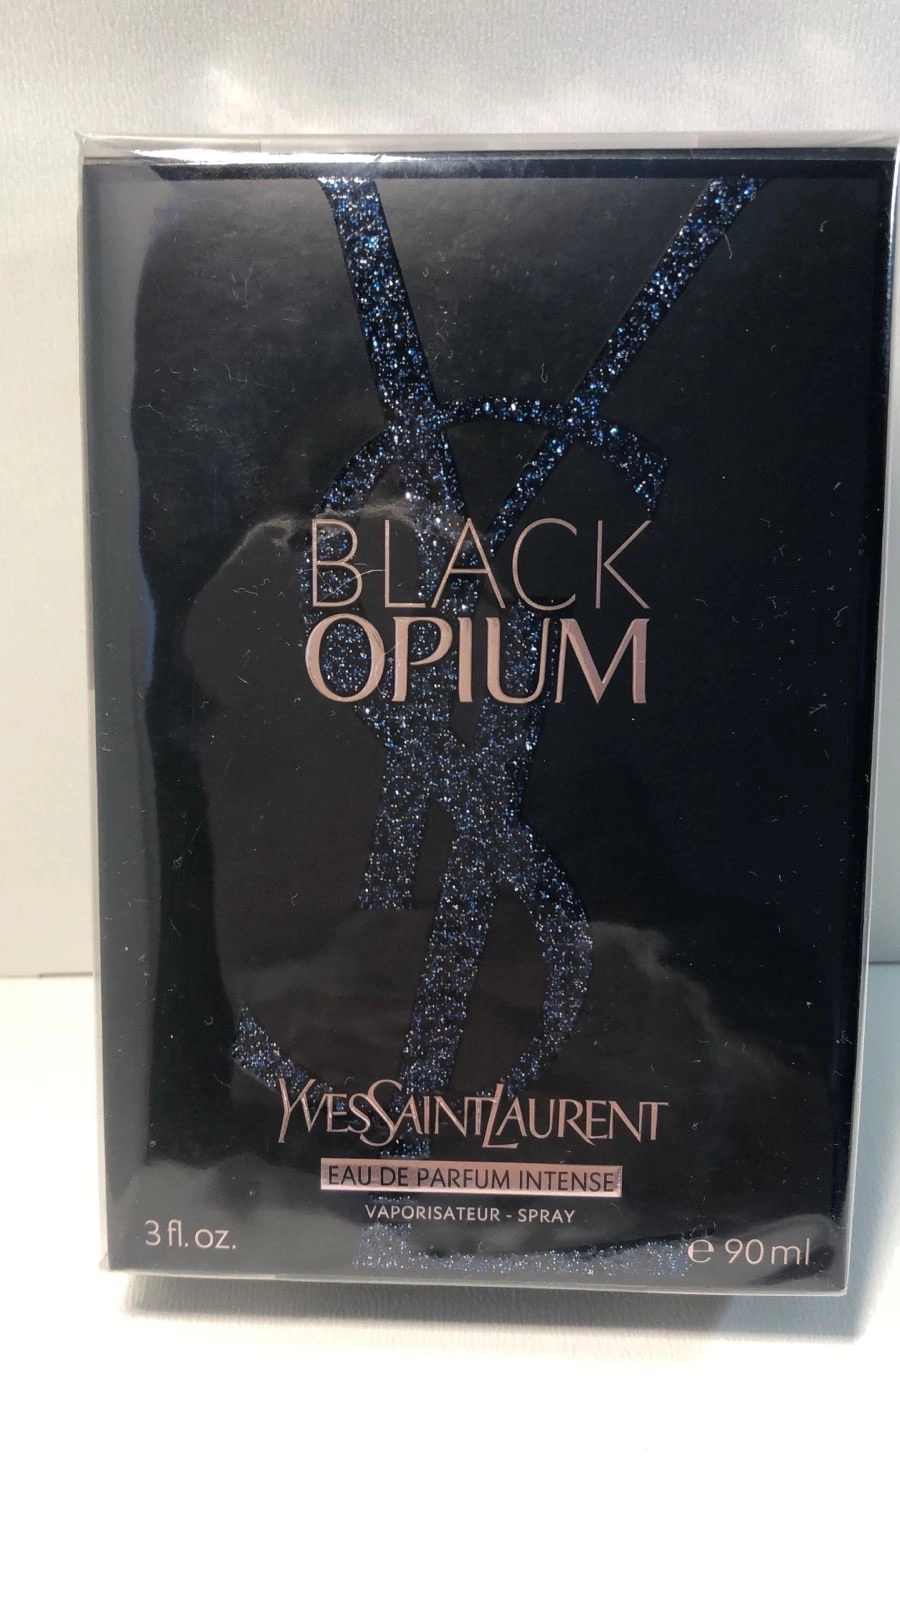 BLACK
OPIUM
YVESSAINTLAURENT
EAU DE PARFUM INTENSE
VAPORISATEUR - SPRAY
3 fl. oz.
℮ 90 ml